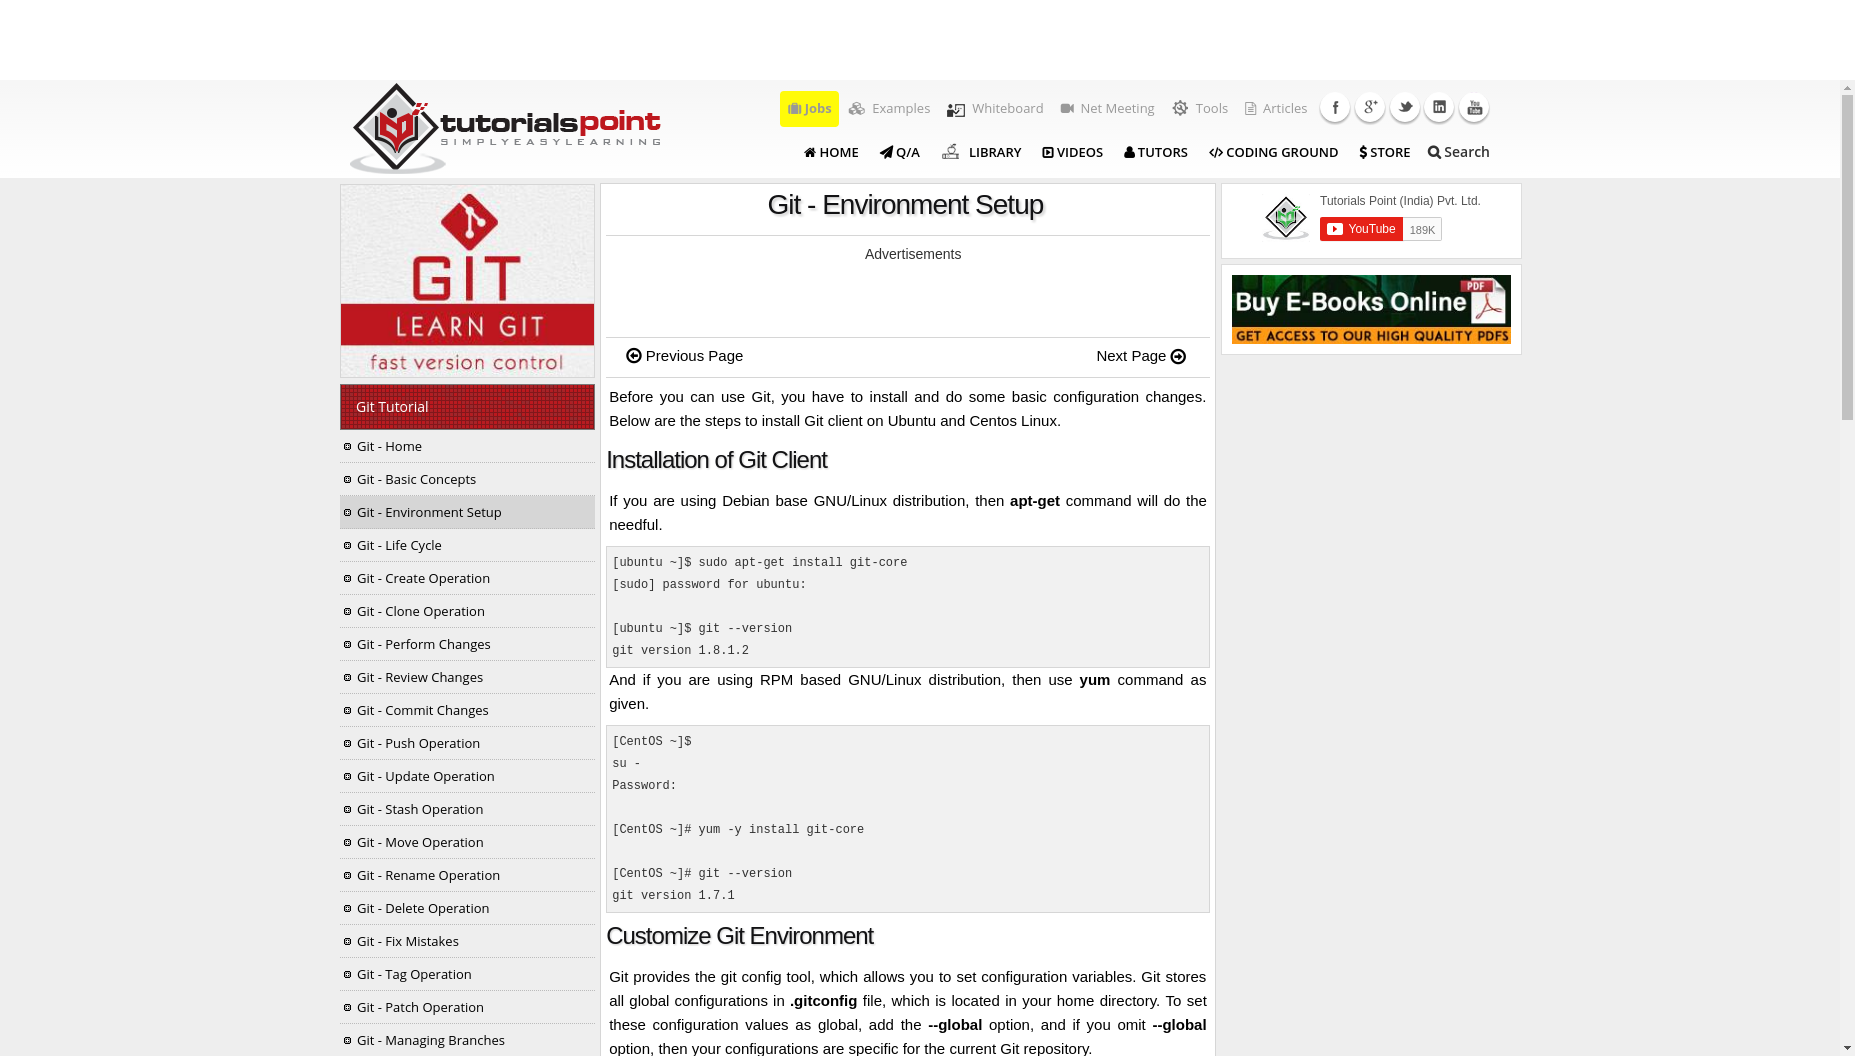 Jobs Examples Whiteboard Net Meeting Tools Articles
tutorialspoint
SIMPLYEASYLEARNING
HOME Q/A LIBRARY VIDEOS TUTORS CODING GROUND STORE Search
GIT
LEARN GIT
fast version control
Git Tutorial
Git - Home
Git - Basic Concepts
Git - Environment Setup
Git - Life Cycle
Git - Create Operation
Git - Clone Operation
Git - Perform Changes
Git - Review Changes
Git - Commit Changes
Git - Push Operation
Git - Update Operation
Git - Stash Operation
Git - Move Operation
Git - Rename Operation
Git - Delete Operation
Git - Fix Mistakes
Git - Tag Operation
Git - Patch Operation
Git - Managing Branches
Git - Environment Setup
Advertisements
Previous Page
Next Page
Before you can use Git, you have to install and do some basic configuration changes.
Below are the steps to install Git client on Ubuntu and Centos Linux.
Installation of Git Client
If you are using Debian base GNU/Linux distribution, then apt-get command will do the
needful.
[ubuntu ~]$ sudo apt-get install git-core
[sudo] password for ubuntu:
[ubuntu ~]$ git --version
git version 1.8.1.2
And if you are using RPM based GNU/Linux distribution, then use yum command as
given.
[CentOS ~]$
su -
Password:
[CentOS ~]# yum -y install git-core
[CentOS ~]# git --version
git version 1.7.1
Customize Git Environment
Git provides the git config tool, which allows you to set configuration variables. Git stores
all global configurations in .gitconfig file, which is located in your home directory. To set
these configuration values as global, add the --global option, and if you omit --global
option, then your configurations are specific for the current Git repository.
Tutorials Point (India) Pvt. Ltd.
YouTube 189K
Buy E-Books Online PDF
GET ACCESS TO OUR HIGH QUALITY PDFS